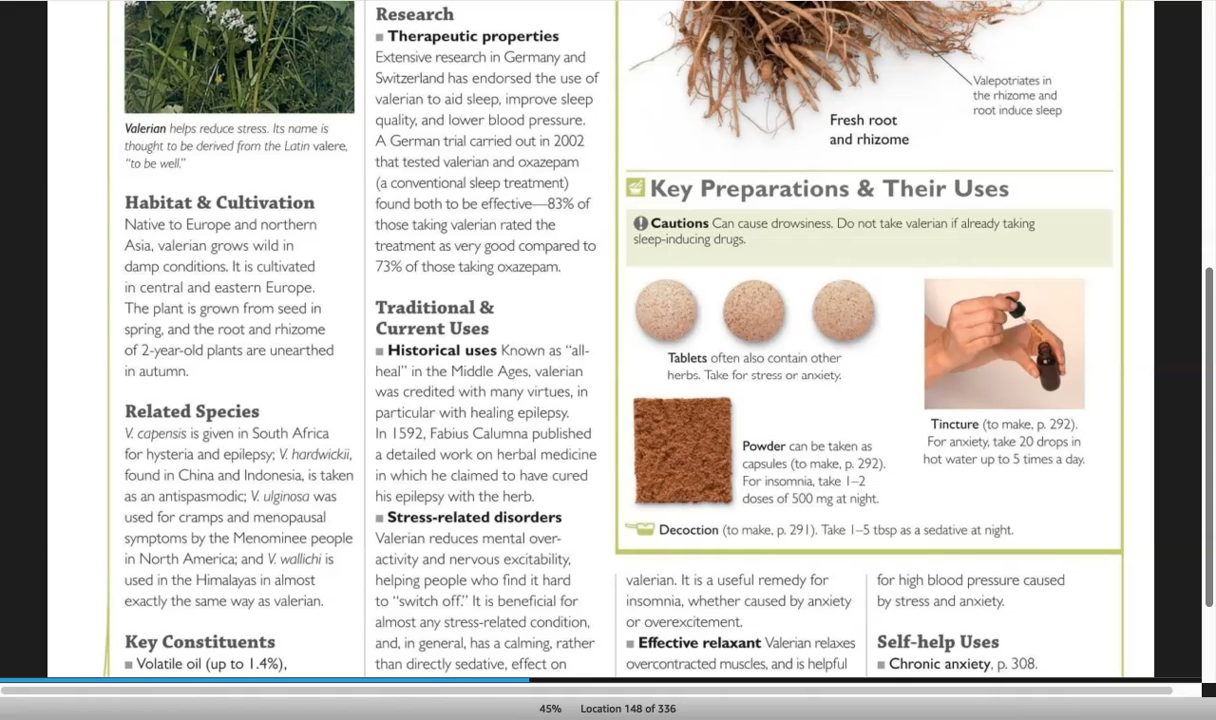 Valerian helps reduce stress. Its name is
thought to be derived from the Latin valere,
"to be well."
Habitat & Cultivation
Native to Europe and northern
Asia, valerian grows wild in
damp conditions. It is cultivated
in central and eastern Europe.
The plant is grown from seed in
spring, and the root and rhizome
of 2-year-old plants are unearthed
in autumn.
Related Species
V. capensis is given in South Africa
for hysteria and epilepsy; V. hardwickii,
found in China and Indonesia, is taken
as an antispasmodic; V. ulginosa was
used for cramps and menopausal
symptoms by the Menominee people
in North America; and V. wallichi is
used in the Himalayas in almost
exactly the same way as valerian.
Key Constituents
■ Volatile oil (up to 1.4%),
Research
■ Therapeutic properties
Extensive research in Germany and
Switzerland has endorsed the use of
valerian to aid sleep, improve sleep
quality, and lower blood pressure.
A German trial carried out in 2002
that tested valerian and oxazepam
(a conventional sleep treatment)
found both to be effective—83% of
those taking valerian rated the
treatment as very good compared to
73% of those taking oxazepam.
Traditional &
Current Uses
■ Historical uses Known as "all-
heal" in the Middle Ages, valerian
was credited with many virtues, in
particular with healing epilepsy.
In 1592, Fabius Calumna published
a detailed work on herbal medicine
in which he claimed to have cured
his epilepsy with the herb.
■ Stress-related disorders
Valerian reduces mental over-
activity and nervous excitability,
helping people who find it hard
to "switch off." It is beneficial for
almost any stress-related condition,
and, in general, has a calming, rather
than directly sedative, effect on
Valepotriates in
the rhizome and
root induce sleep
Fresh root
and rhizome
Key Preparations & Their Uses
Cautions Can cause drowsiness. Do not take valerian if already taking
sleep-inducing drugs.
Tablets often also contain other
herbs. Take for stress or anxiety.
Powder can be taken as
capsules (to make, p. 292).
For insomnia, take 1–2
doses of 500 mg at night.
Tincture (to make, p. 292).
For anxiety, take 20 drops in
hot water up to 5 times a day.
Decoction (to make, p. 291). Take 1–5 tbsp as a sedative at night.
valerian. It is a useful remedy for
insomnia, whether caused by anxiety
or overexcitement.
■ Effective relaxant Valerian relaxes
overcontracted muscles, and is helpful
for high blood pressure caused
by stress and anxiety.
Self-help Uses
■ Chronic anxiety, p. 308.
45% Location 148 of 336